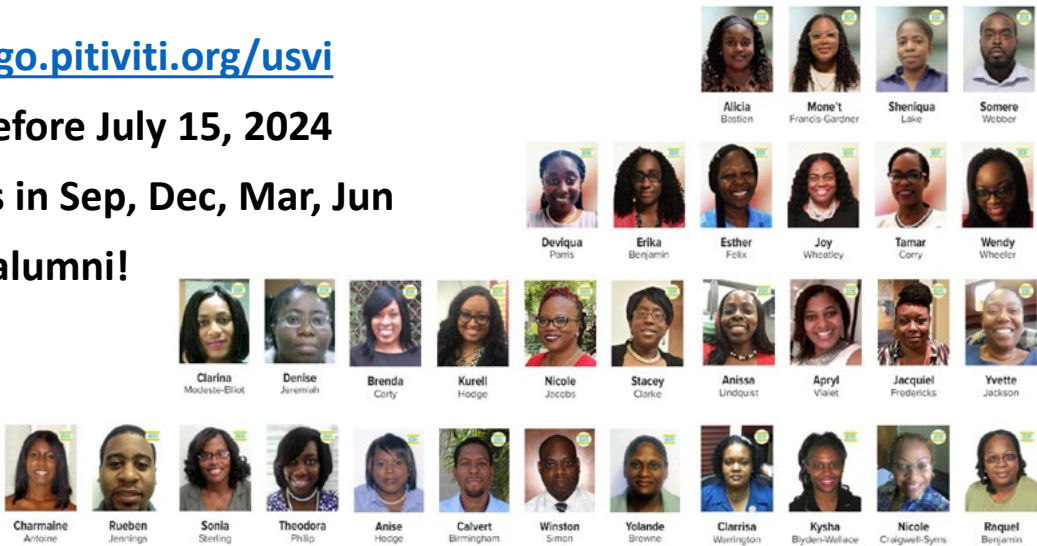 go.pitiviti.org/usvi
efore July 15, 2024
s in Sep, Dec, Mar, Jun
alumni!
Alicia Mone't Sheniqua Somere
Bastien Francis-Gardner Lake Webber
Deviqua Erika Esther Joy Tamar Wendy
Parris Benjamin Felix Wheatley Corry Wheeler
Clarina Denise Brenda Kurell Nicole Stacey Anissa Apryl Jacquiel Yvette
Modeste-Elliot Jeremiah Carty Hodge Jacobs Clarke Lindquist Vialet Fredericks Jackson
Charmaine Rueben Sonia Theodora Anise Calvert Winston Yolande Clarrisa Kysha Nicole Raquel
Antoine Jennings Sterling Philip Hodge Birmingham Simon Browne Warrington Blyden-Wallace Craigwell-Syms Benjamin